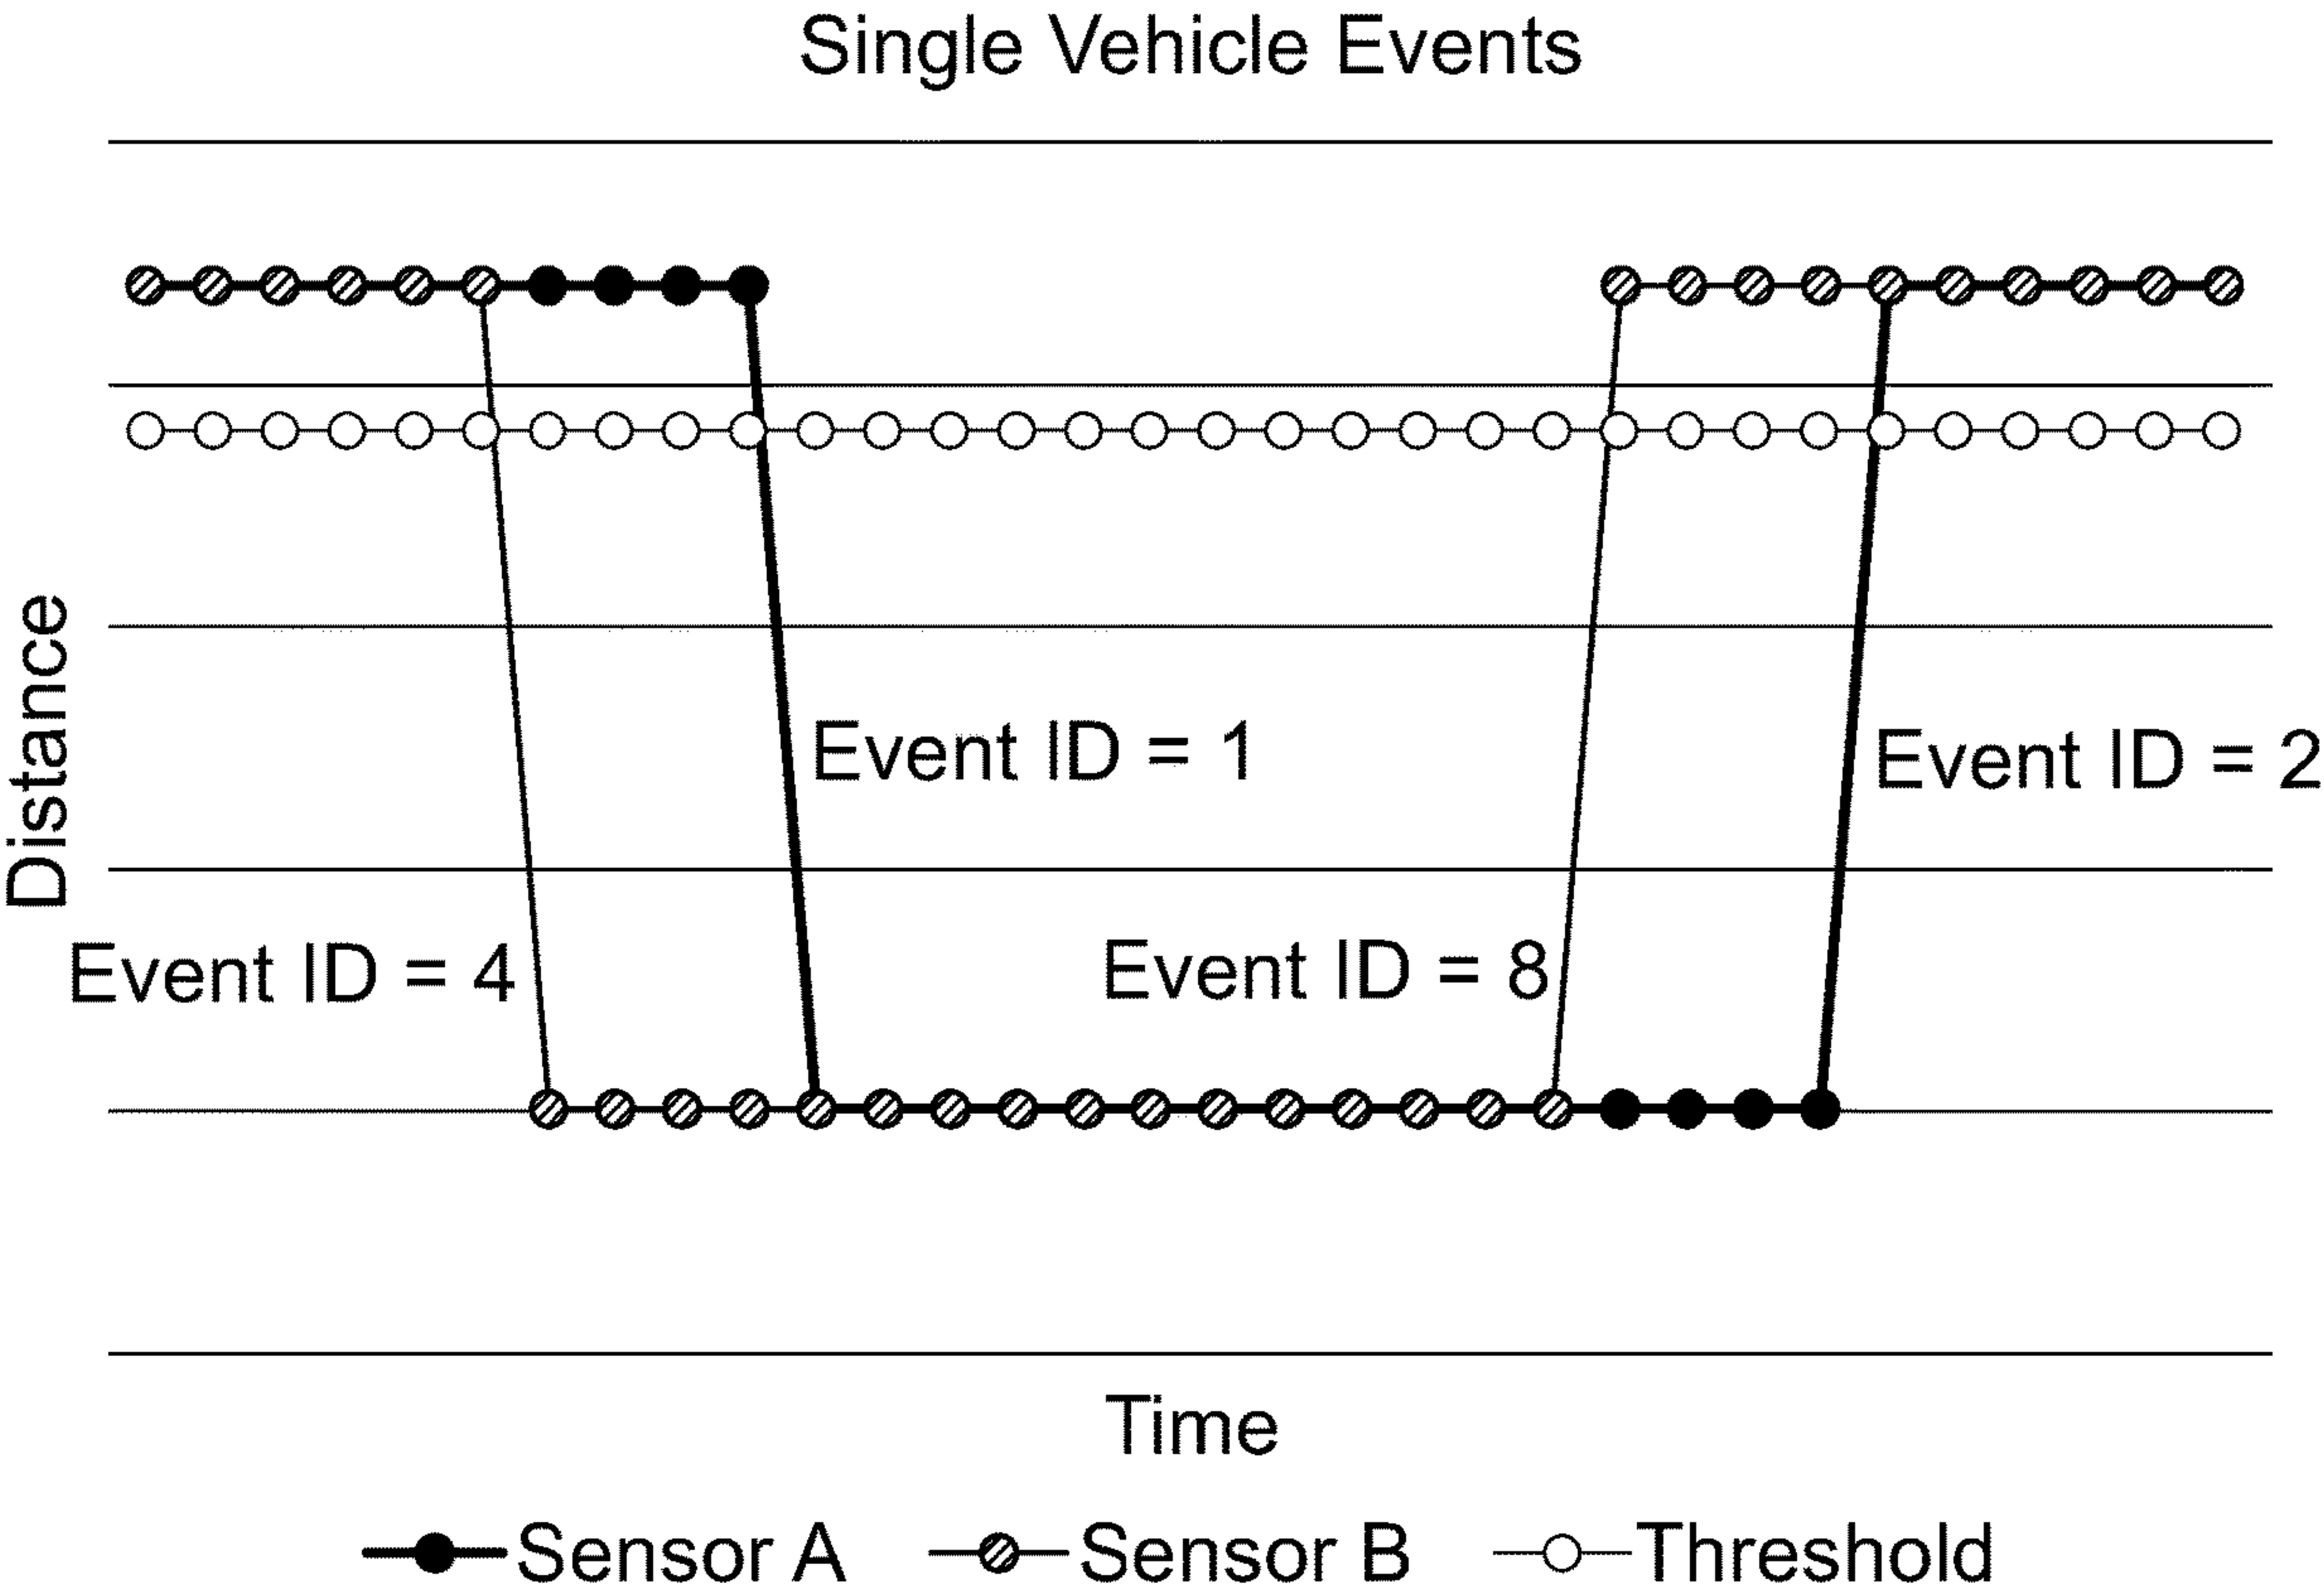 Single Vehicle Events
Distance
Event ID = 1
Event ID = 2
Event ID = 4
Event ID = 8
Time
Sensor A
Sensor B
Threshold